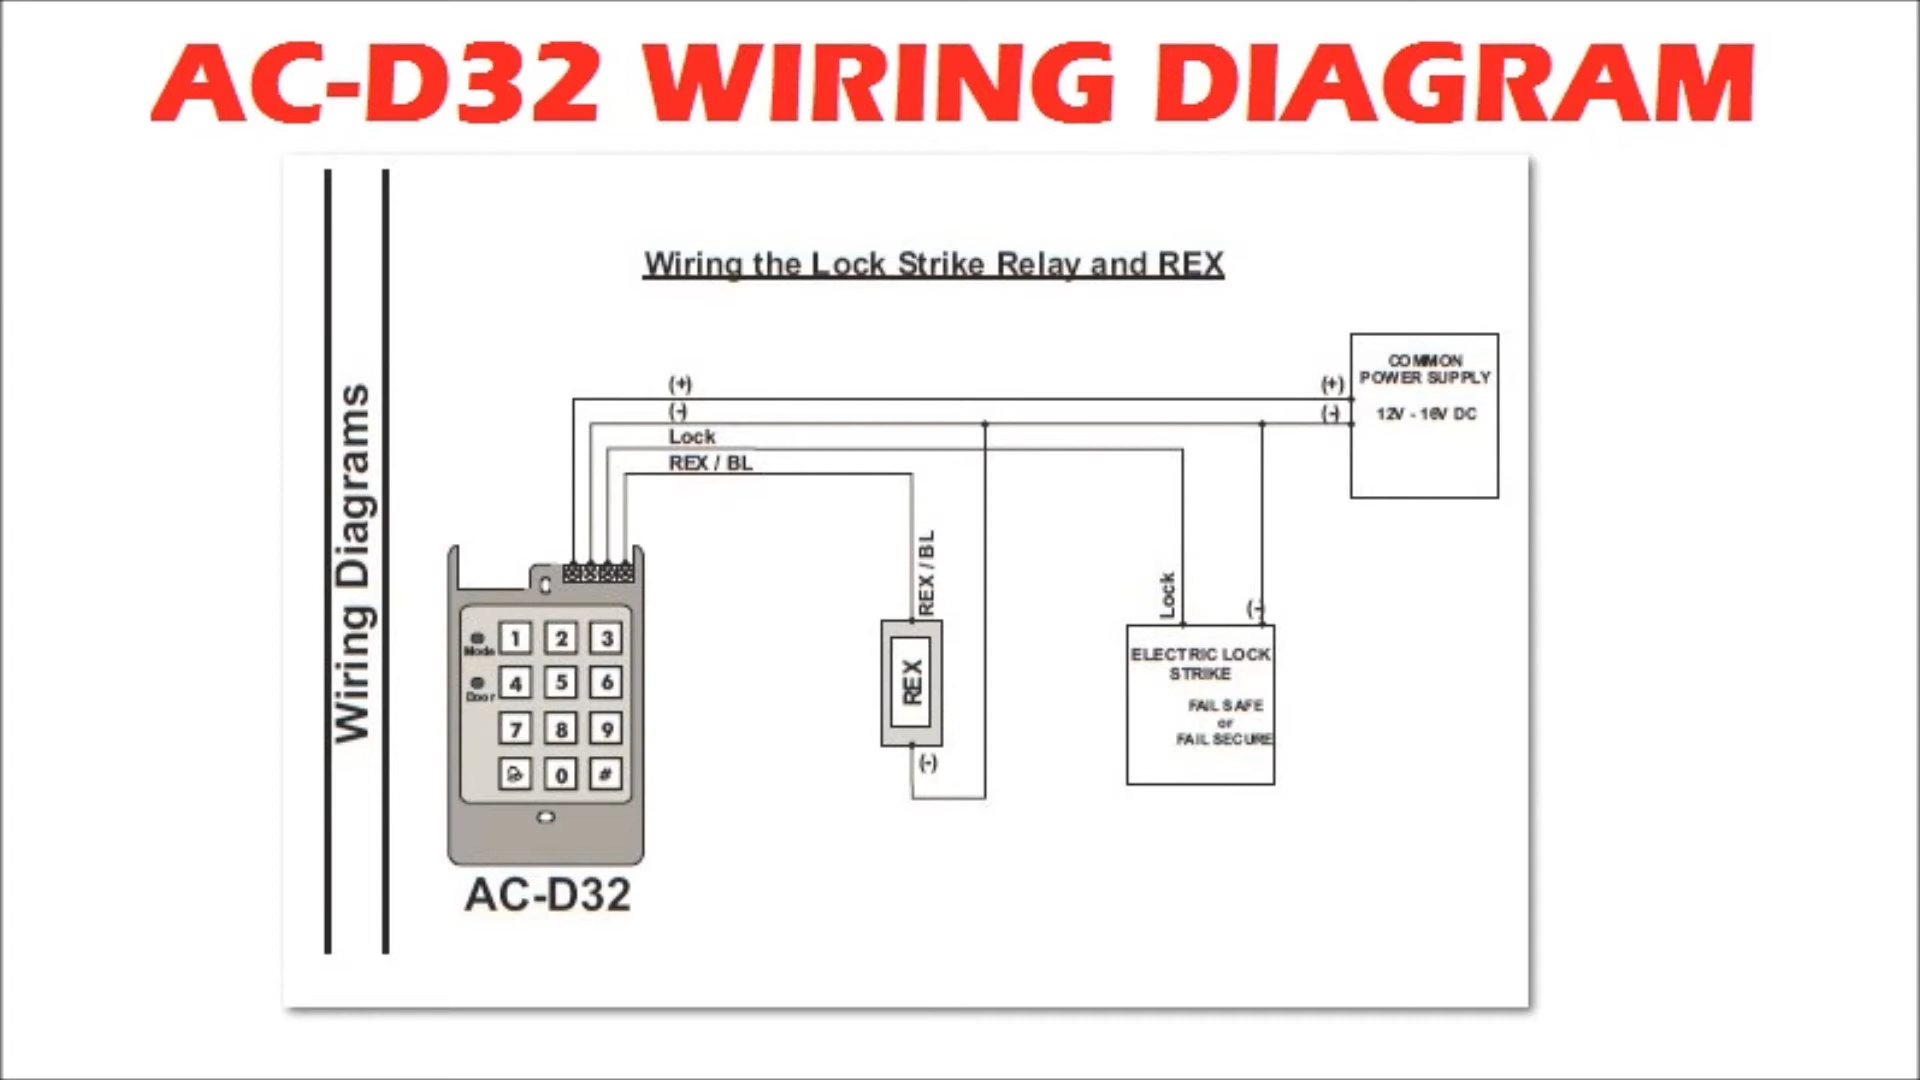 AC-D32 WIRING DIAGRAM
Wiring Diagrams
Wiring the Lock Strike Relay and REX
(+)
(-)
Lock
REX / BL
(+)
(-)
COMMON
POWER SUPPLY
12V - 16V DC
REX / BL
REX
(-)
Lock
(-)
ELECTRIC LOCK
STRIKE
FAIL SAFE
or
FAIL SECURE
Mode
1 2 3
Door
4 5 6
7 8 9
0 #
AC-D32